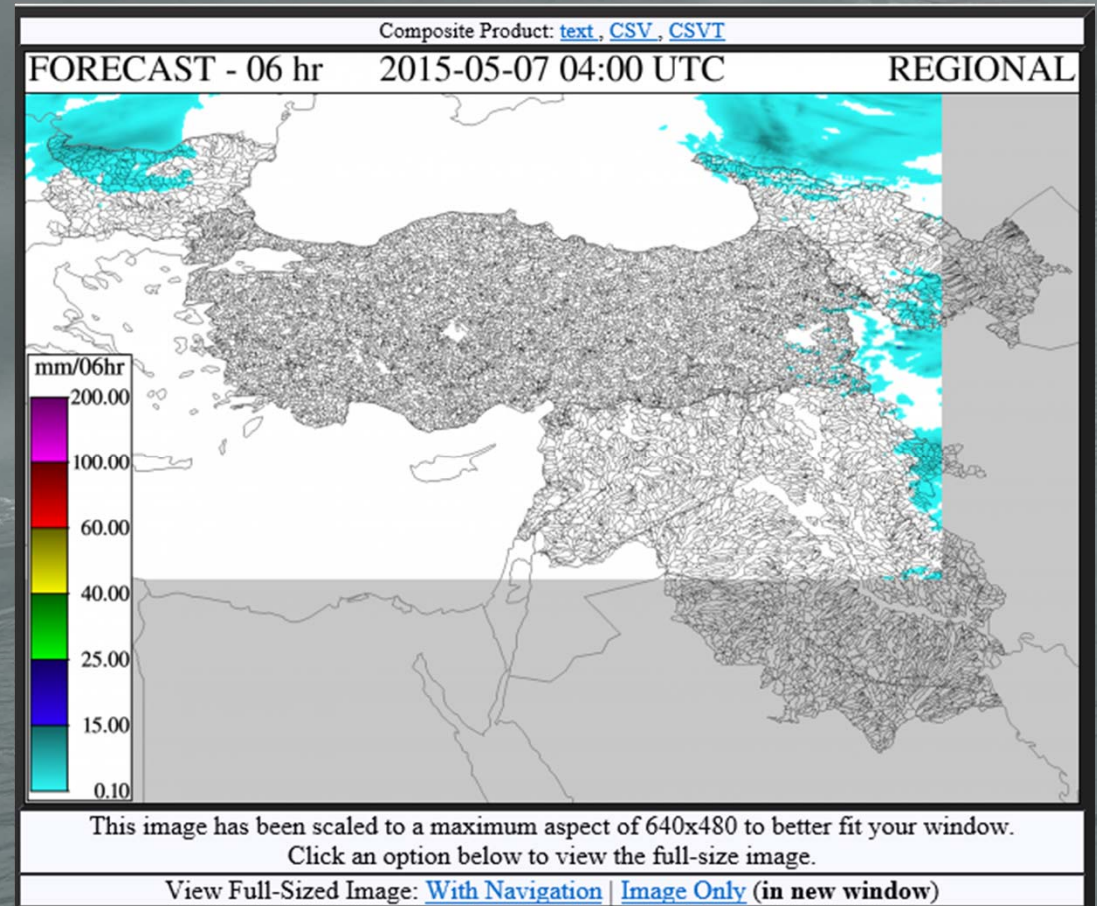 Composite Product: text , CSV , CSVT
FORECAST - 06 hr 2015-05-07 04:00 UTC REGIONAL
mm/06hr
200.00
100.00
60.00
40.00
25.00
15.00
0.10
This image has been scaled to a maximum aspect of 640x480 to better fit your window.
Click an option below to view the full-size image.
View Full-Sized Image: With Navigation | Image Only (in new window)